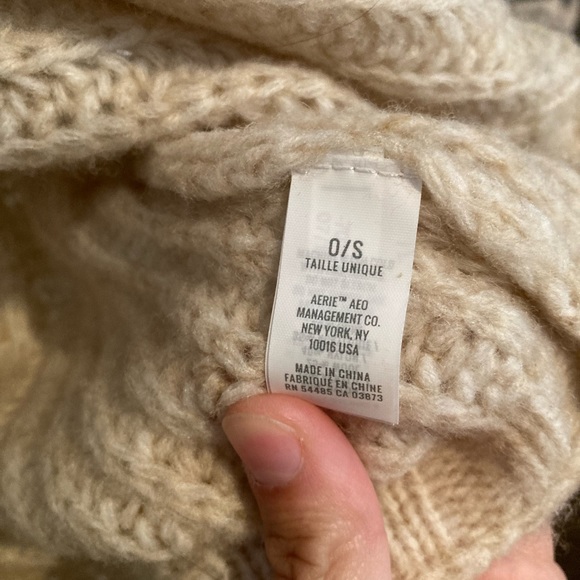 O/S
TAILLE UNIQUE
AERIE™ AEO
MANAGEMENT CO.
NEW YORK, NY
10016 USA
MADE IN CHINA
FABRIQUÉ EN CHINE
RN 54485 CA 03873